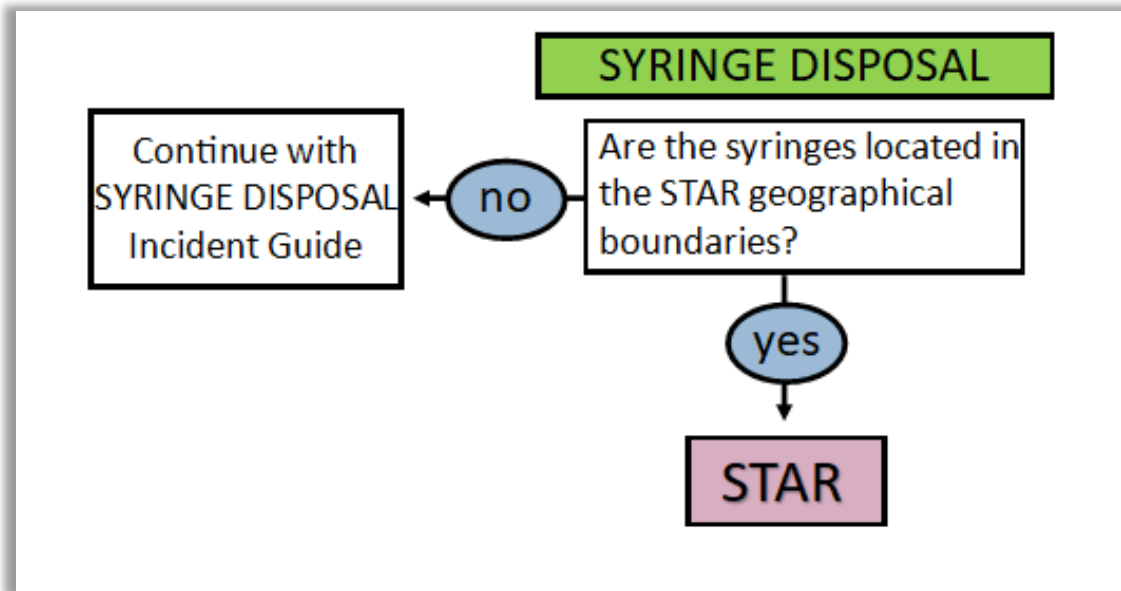 SYRINGE DISPOSAL
Are the syringes located in
the STAR geographical
boundaries?
no
Continue with
SYRINGE DISPOSAL
Incident Guide
yes
STAR